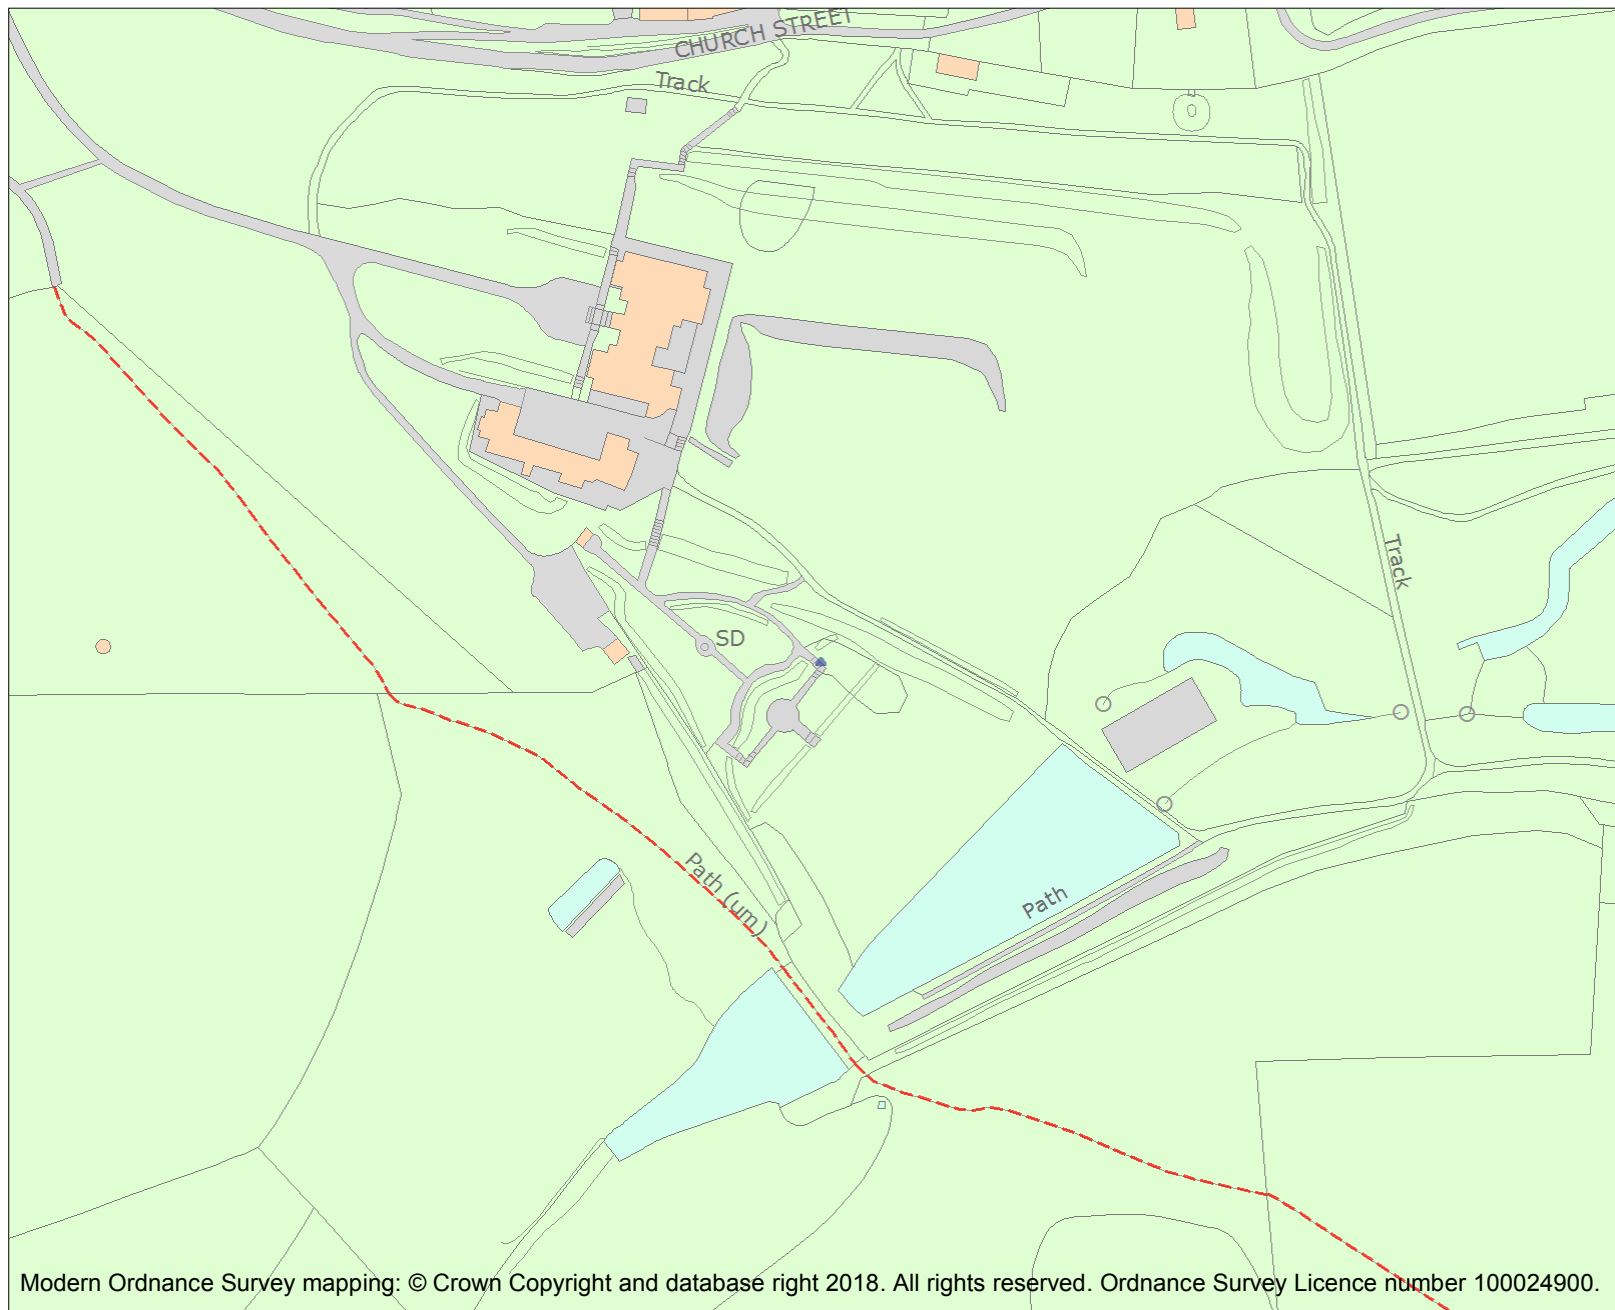 CHURCH STREET
Track
Track
SD
Path (um)
Path
Modern Ordnance Survey mapping: © Crown Copyright and database right 2018. All rights reserved. Ordnance Survey Licence number 100024900.